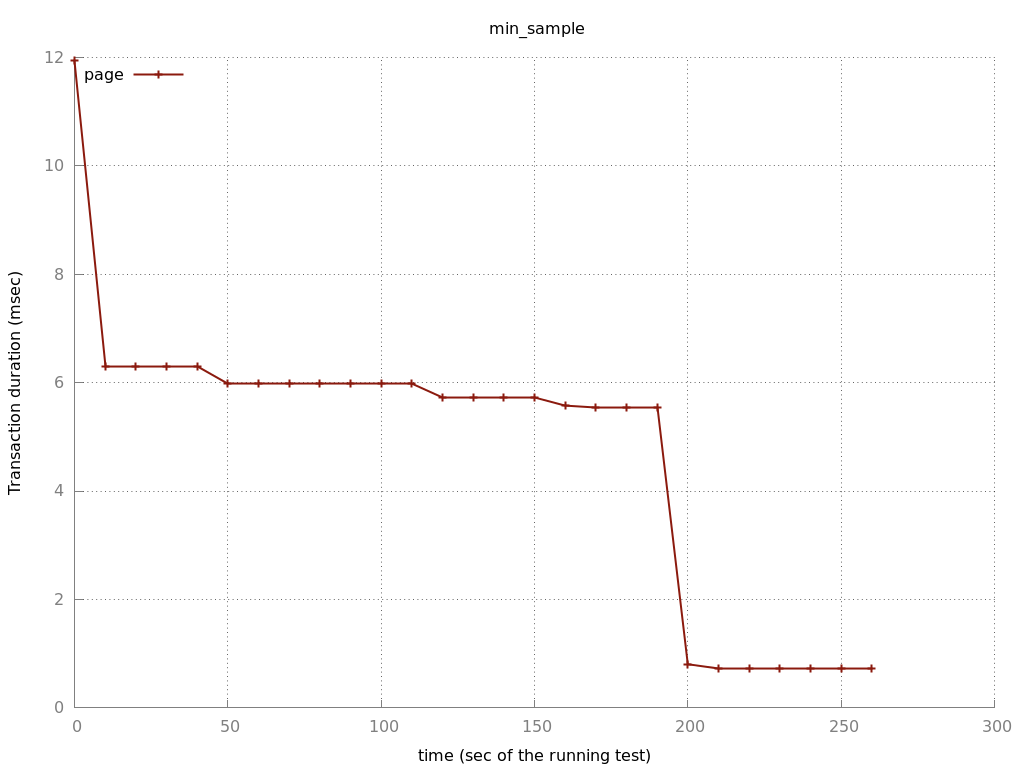 min_sample
page
12
10
8
6
4
2
0
Transaction duration (msec)
0 50 100 150 200 250 300
time (sec of the running test)